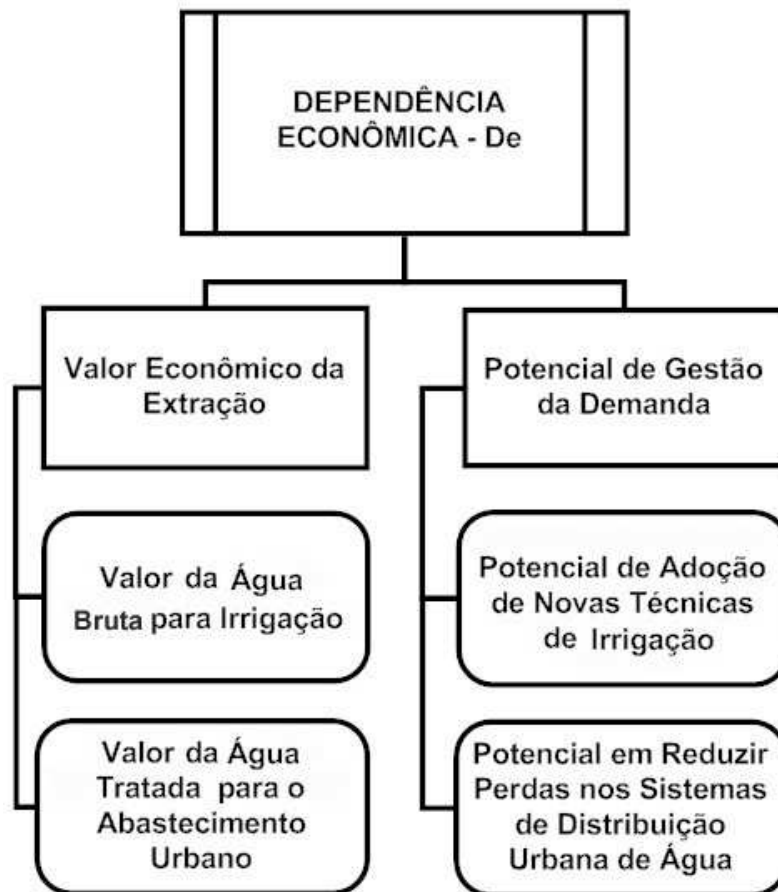 DEPENDÊNCIA
ECONÔMICA - De
Valor Econômico da
Extração
Potencial de Gestão
da Demanda
Valor da Água
Bruta para Irrigação
Potencial de Adoção
de Novas Técnicas
de Irrigação
Valor da Água
Tratada para o
Abastecimento
Urbano
Potencial em Reduzir
Perdas nos Sistemas
de Distribuição
Urbana de Água